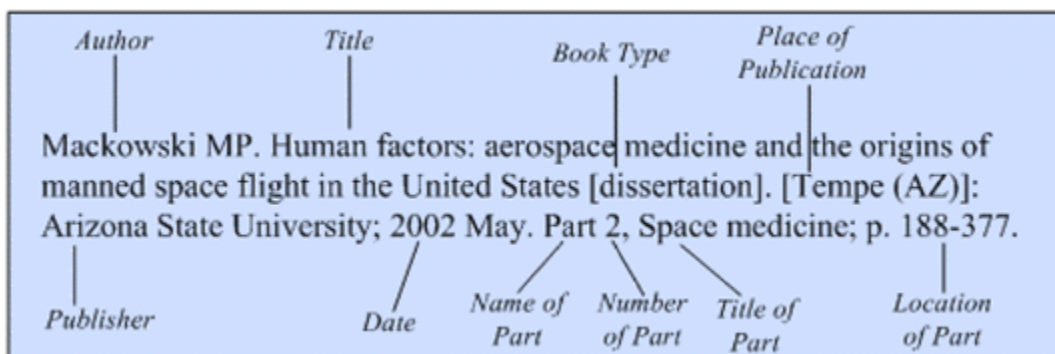 Author Title Book Type Place of
Publication
Mackowski MP. Human factors: aerospace medicine and the origins of
manned space flight in the United States [dissertation]. [Tempe (AZ)]:
Arizona State University; 2002 May. Part 2, Space medicine; p. 188-377.
Publisher Date Name of Number Title of Location
Part of Part Part of Part